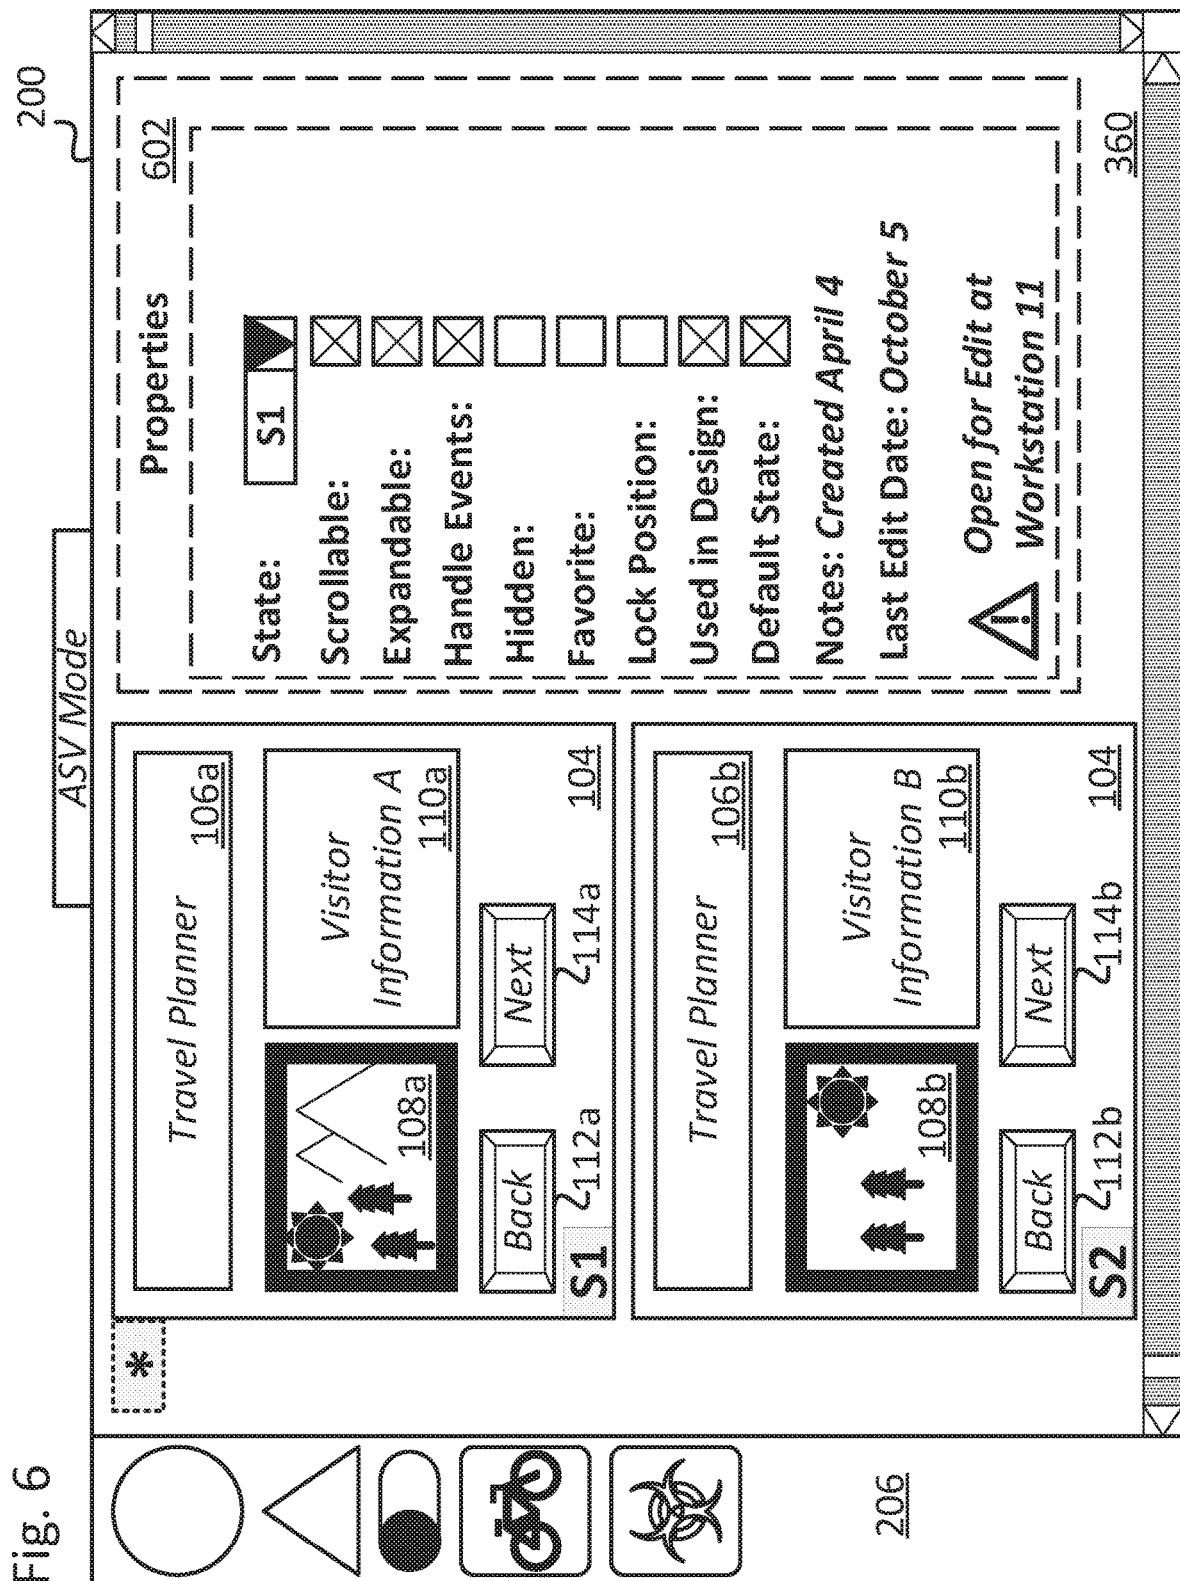 Fig. 6
200
ASV Mode
206
*
Travel Planner
106a
108a
Visitor
Information A
110a
Back
112a
Next
114a
S1
104
Travel Planner
106b
108b
Visitor
Information B
110b
Back
112b
Next
114b
S2
104
Properties
602
State: S1
Scrollable:
Expandable:
Handle Events:
Hidden:
Favorite:
Lock Position:
Used in Design:
Default State:
Notes: Created April 4
Last Edit Date: October 5
! Open for Edit at
Workstation 11
360